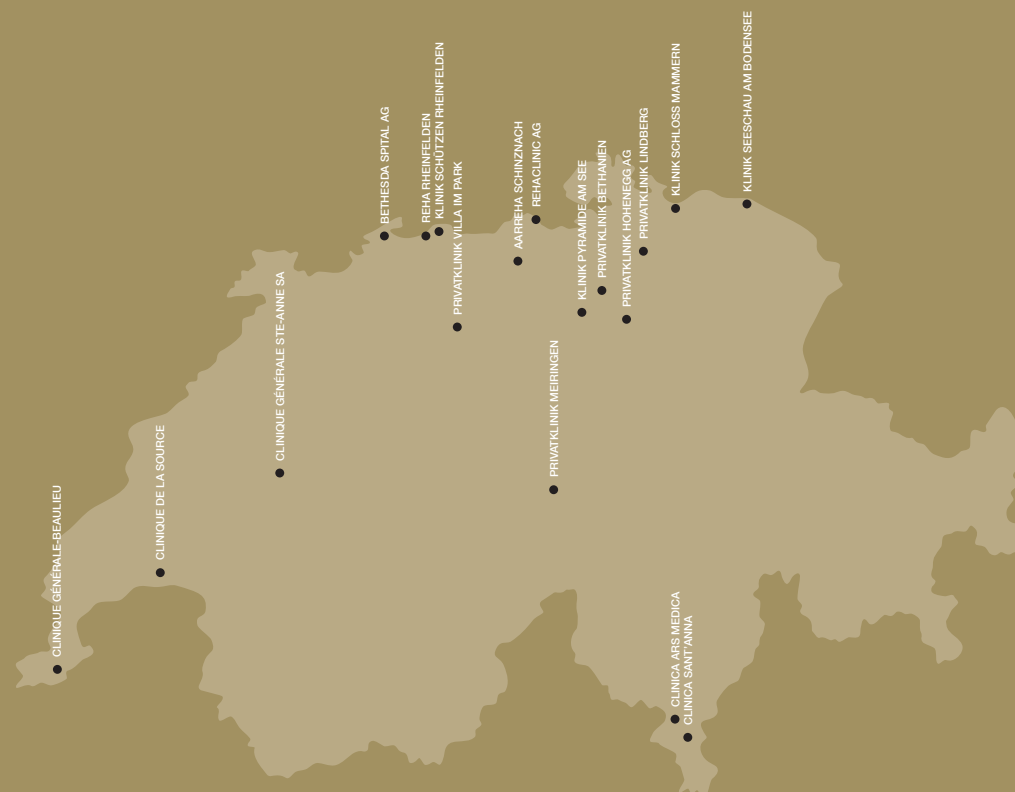 CLINIQUE GÉNÉRALE-BEAULIEU
CLINIQUE DE LA SOURCE
CLINIQUE GÉNÉRALE STE-ANNE SA
BETHESDA SPITAL AG
REHA RHEINFELDEN
KLINIK SCHÜTZEN RHEINFELDEN
PRIVATKLINIK VILLA IM PARK
AARREHA SCHINZNACH
REHACLINIC AG
PRIVATKLINIK MEIRINGEN
KLINIK PYRAMIDE AM SEE
PRIVATKLINIK BETHANIEN
PRIVATKLINIK HOHENEGG AG
PRIVATKLINIK LINDBERG
KLINIK SCHLOSS MAMMERN
CLINICA ARS MEDICA
CLINICA SANT'ANNA
KLINIK SEESCHAU AM BODENSEE